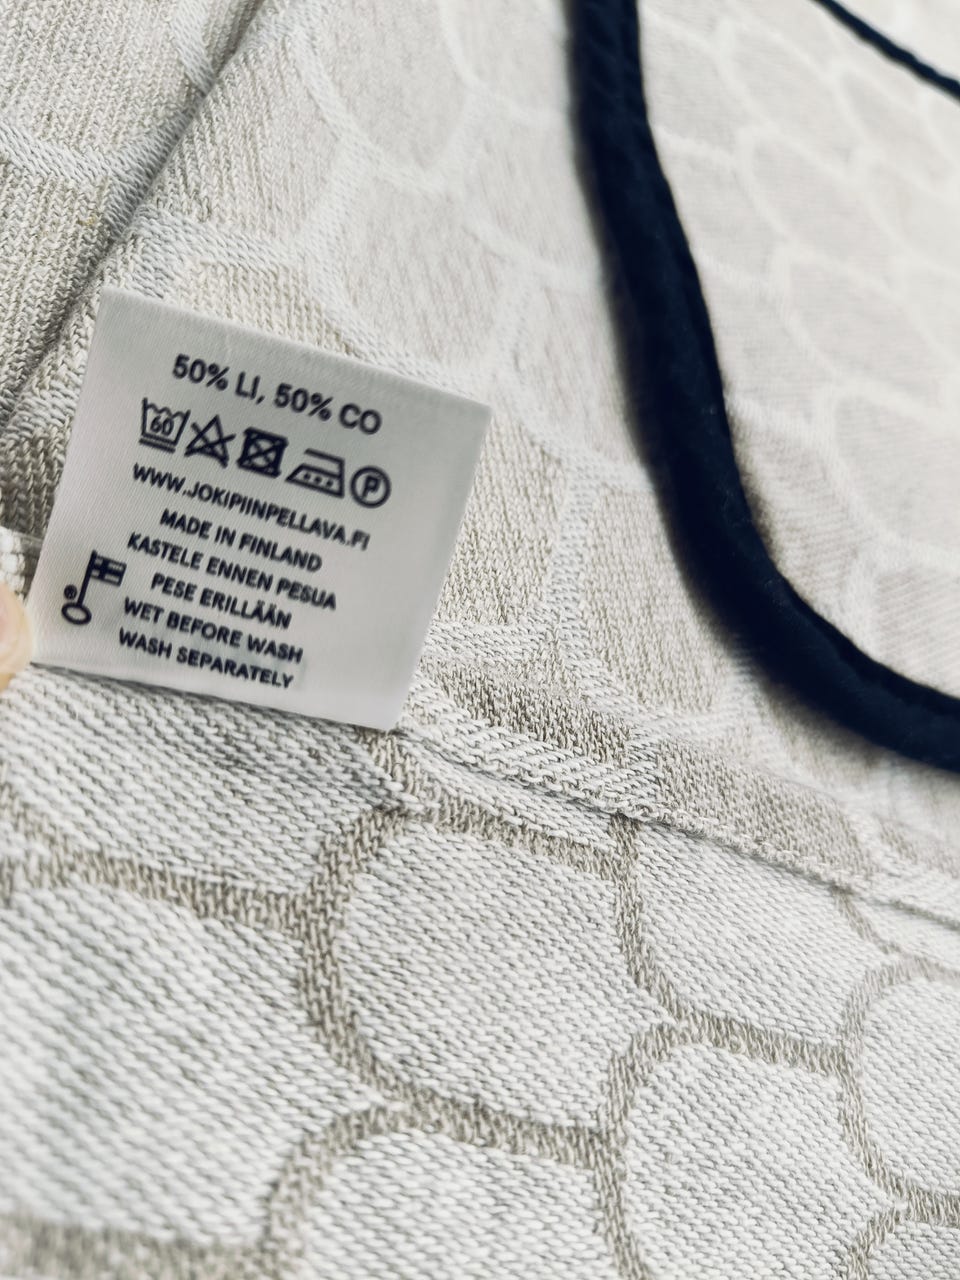 50% LI, 50% CO
60 P
WWW.JOKIPIINPELLAVA.FI
MADE IN FINLAND
KASTELE ENNEN PESUA
PESE ERILLÄÄN
WET BEFORE WASH
WASH SEPARATELY